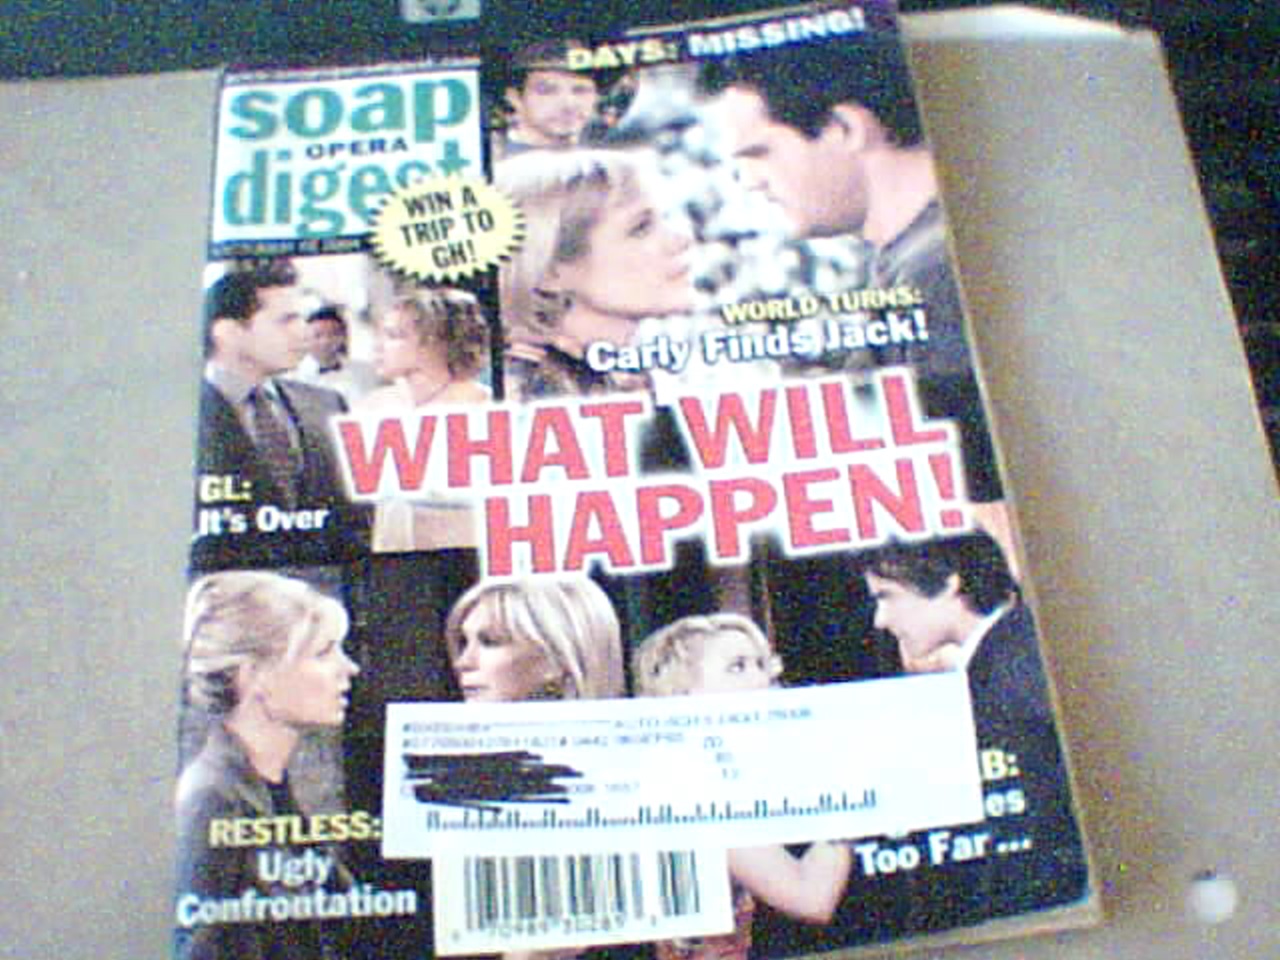 DAYS: MISSING!
soap
OPERA
digest
WIN A
TRIP TO
GH!
WORLD TURNS:
Carly Finds Jack!
WHAT WILL
HAPPEN!
GL:
It's Over
RESTLESS:
Ugly
Confrontation
B:
es
Too Far...